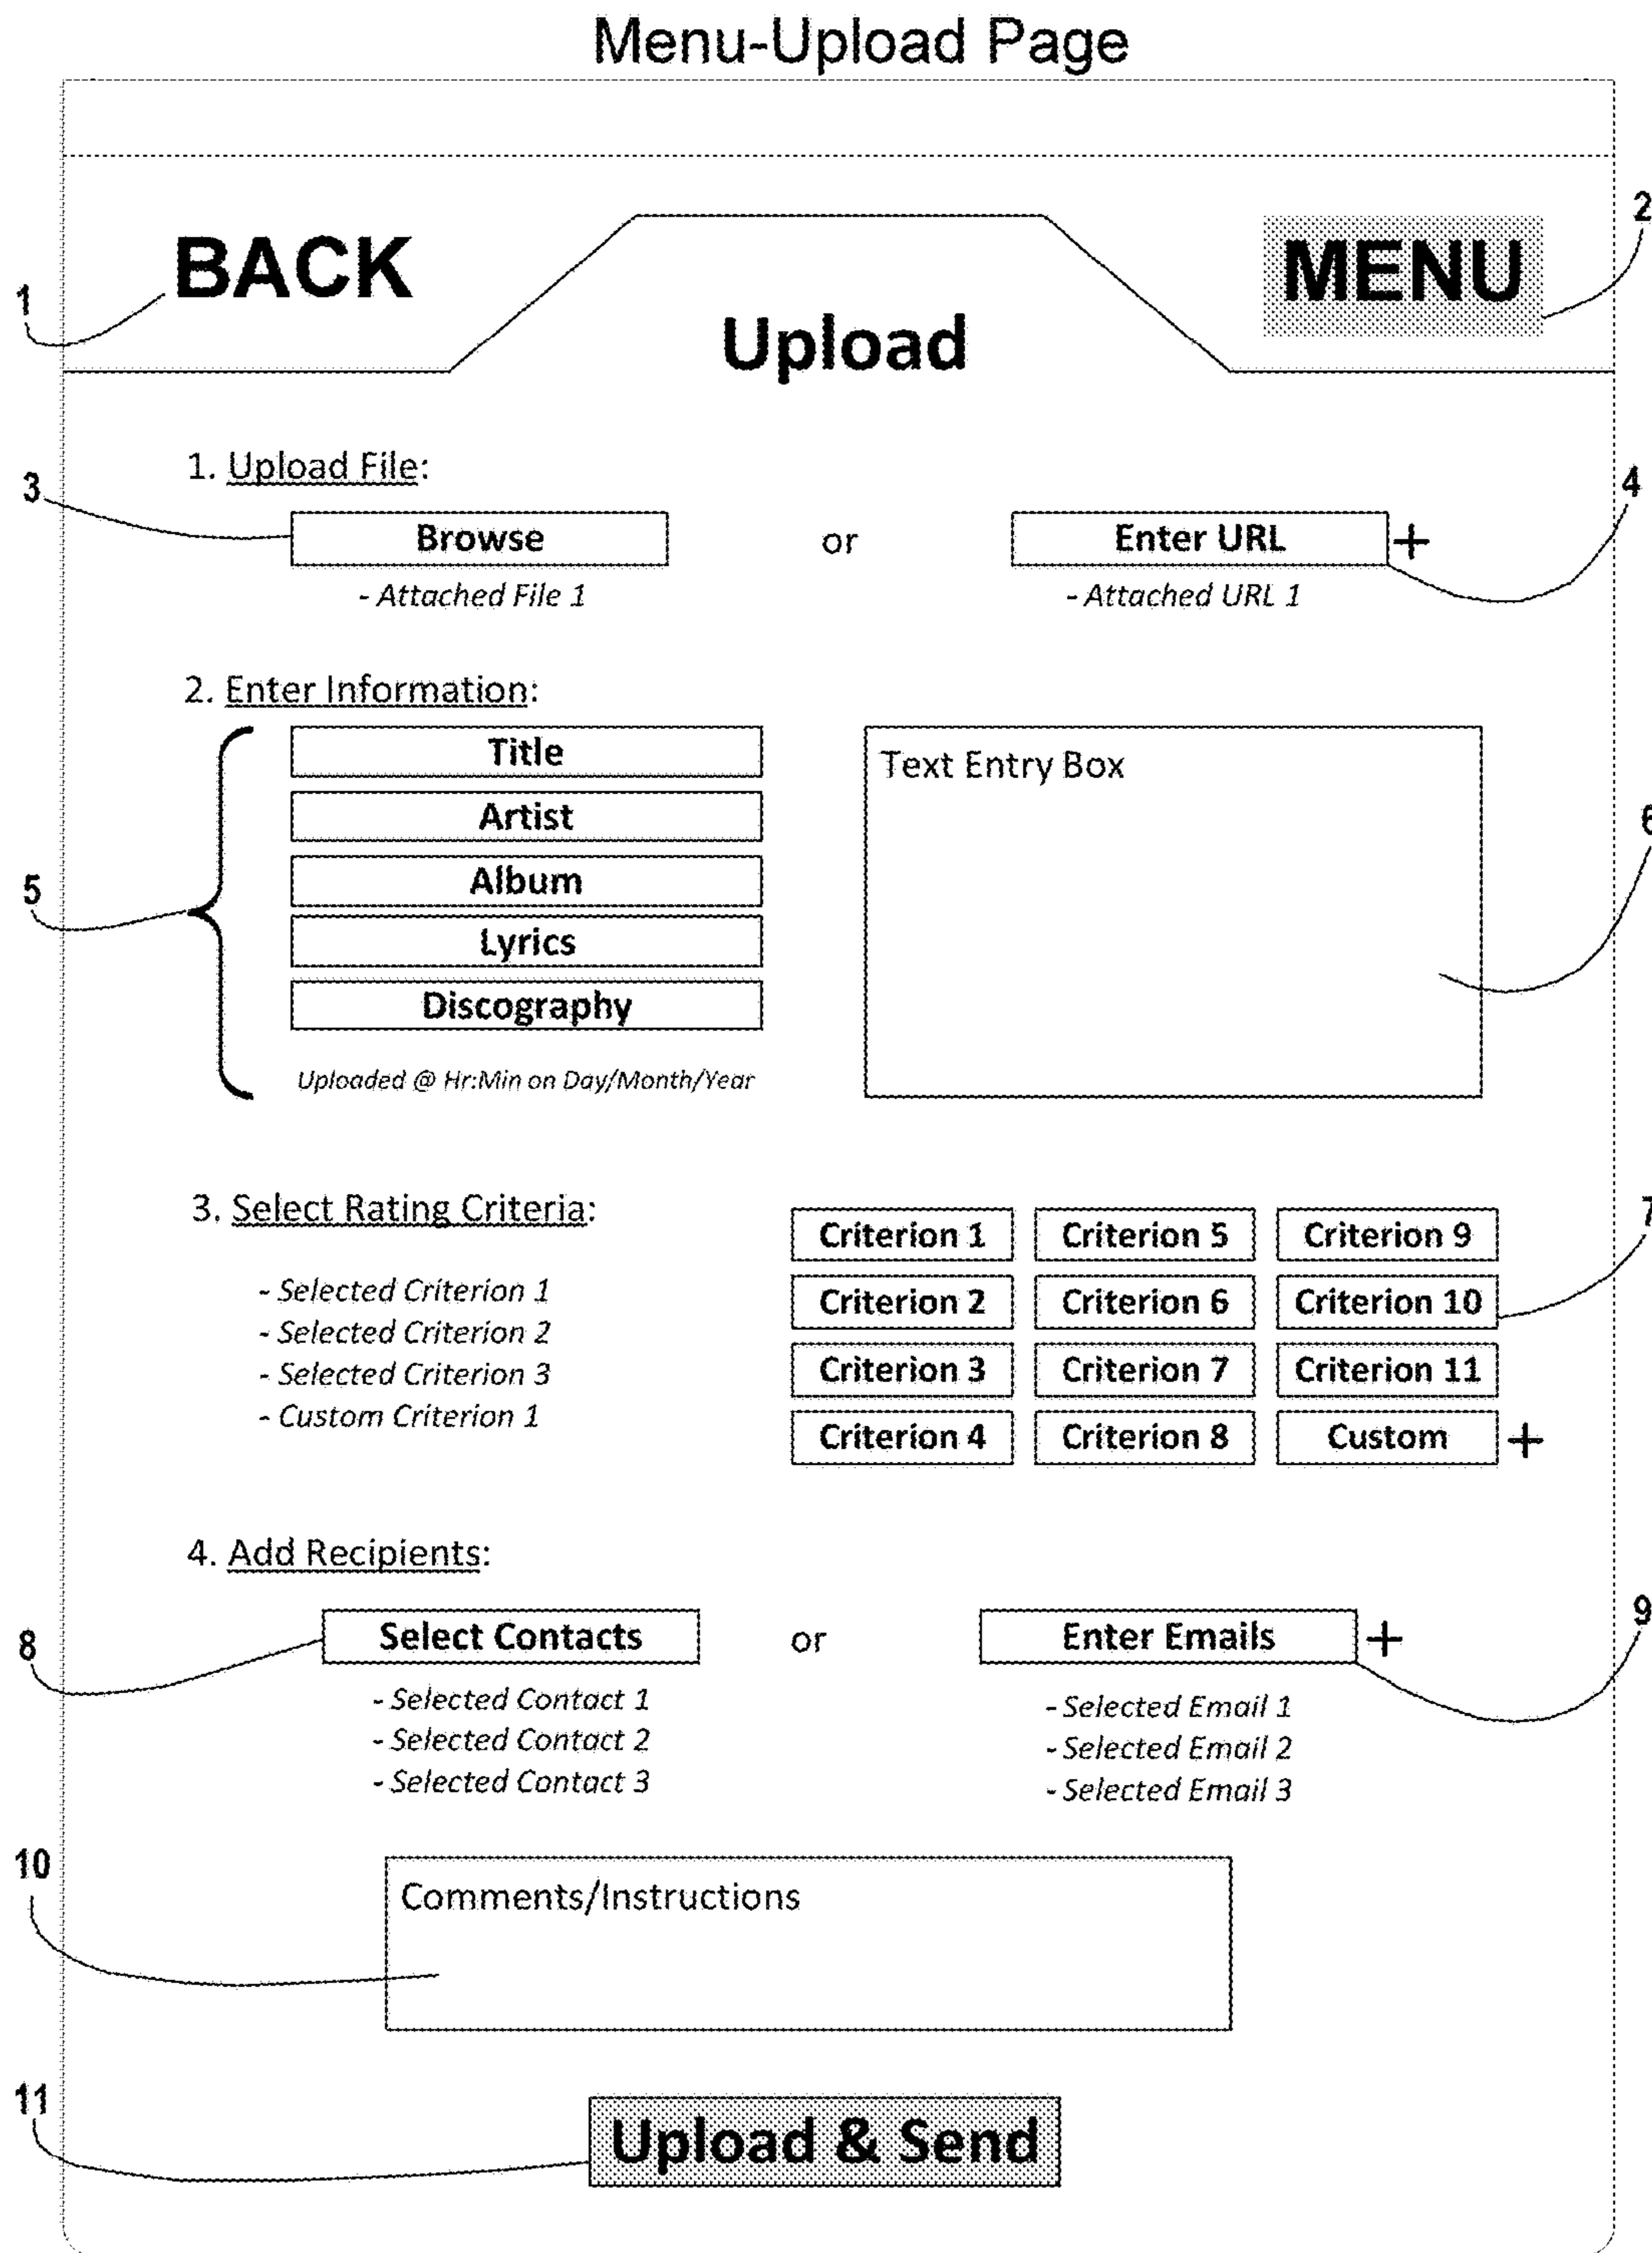 Menu-Upload Page
2
BACK
MENU
1
Upload
1. Upload File:
3
4
Browse or Enter URL +
- Attached File 1 - Attached URL 1
2. Enter Information:
Title
Text Entry Box
Artist
6
Album
5
Lyrics
Discography
Uploaded @ Hr:Min on Day/Month/Year
3. Select Rating Criteria:
7
Criterion 1 Criterion 5 Criterion 9
- Selected Criterion 1
Criterion 2 Criterion 6 Criterion 10
- Selected Criterion 2
- Selected Criterion 3
Criterion 3 Criterion 7 Criterion 11
- Custom Criterion 1
Criterion 4 Criterion 8 Custom +
4. Add Recipients:
9
8
Select Contacts or Enter Emails +
- Selected Contact 1 - Selected Email 1
- Selected Contact 2 - Selected Email 2
- Selected Contact 3 - Selected Email 3
10
Comments/Instructions
11
Upload & Send